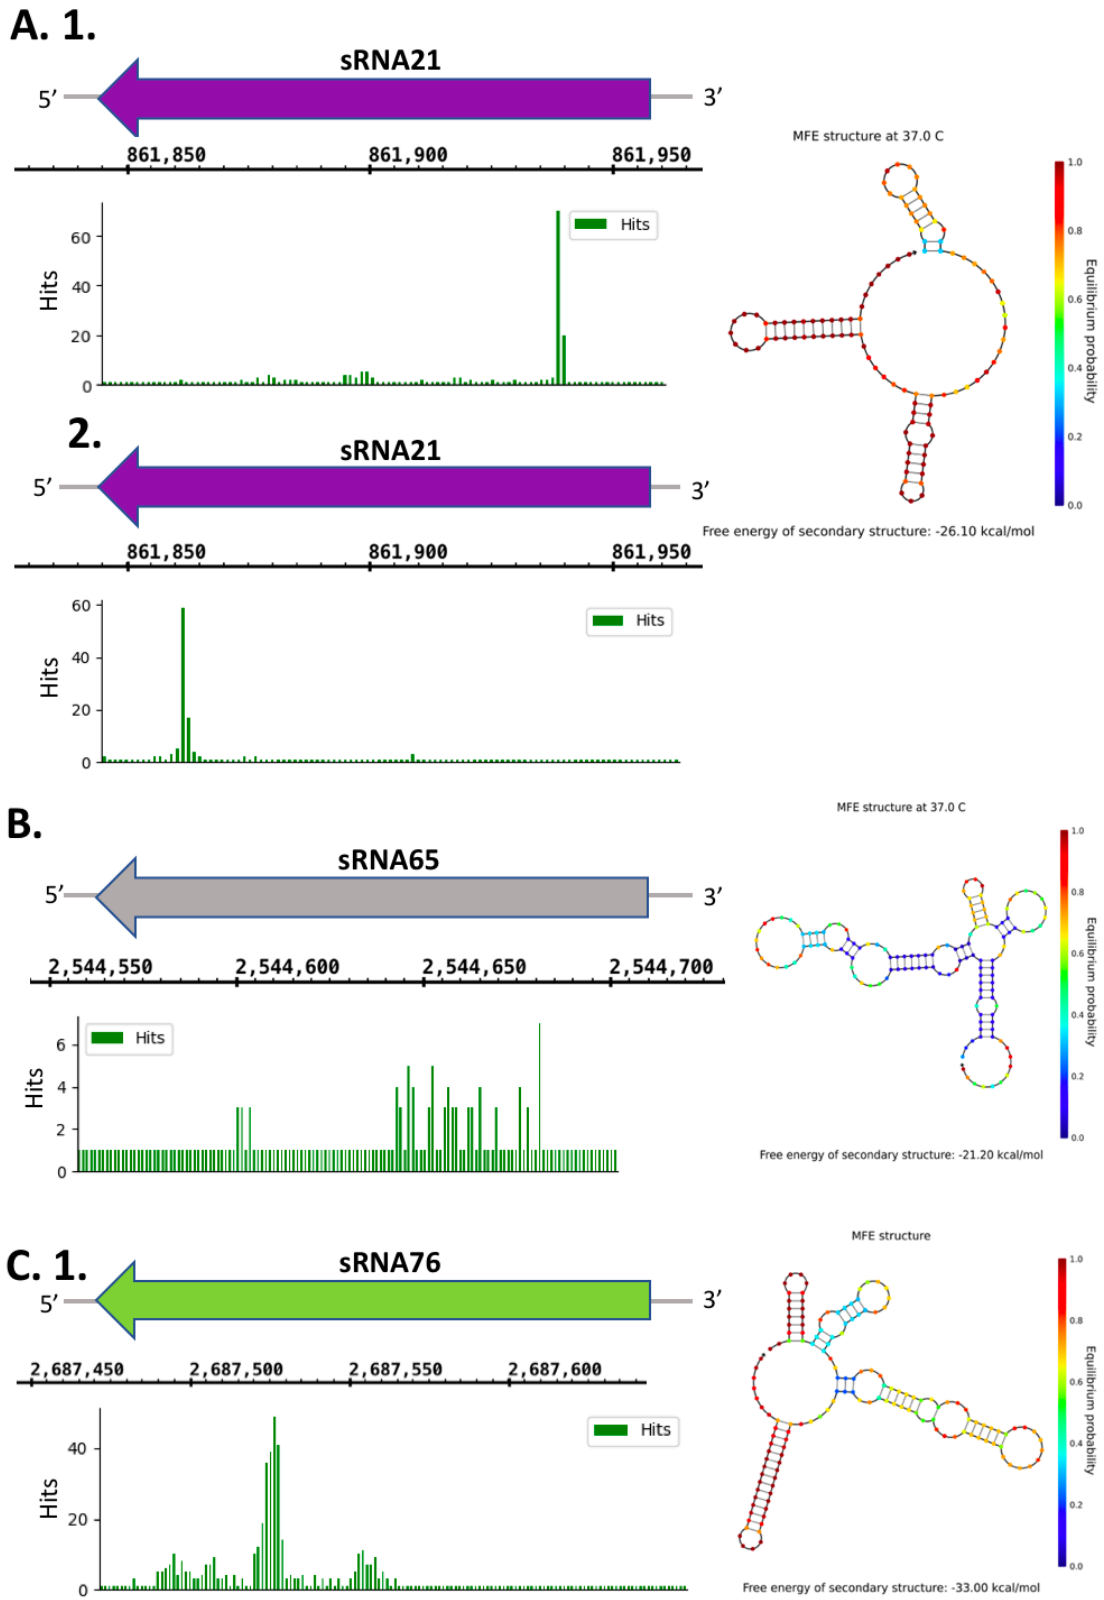 A. 1.
sRNA21
5’ 3’
861,850 861,900 861,950
Hits
60
40
20
0
Hits
MFE structure at 37.0 C
1.0
0.8
0.6
0.4
0.2
0.0
Equilibrium probability
Free energy of secondary structure: -26.10 kcal/mol
2.
sRNA21
5’ 3’
861,850 861,900 861,950
Hits
60
40
20
0
Hits
B.
sRNA65
5’ 3’
2,544,550 2,544,600 2,544,650 2,544,700
Hits
6
4
2
0
Hits
MFE structure at 37.0 C
1.0
0.8
0.6
0.4
0.2
0.0
Equilibrium probability
Free energy of secondary structure: -21.20 kcal/mol
C. 1.
sRNA76
5’ 3’
2,687,450 2,687,500 2,687,550 2,687,600
Hits
40
20
0
Hits
MFE structure
1.0
0.8
0.6
0.4
0.2
0.0
Equilibrium probability
Free energy of secondary structure: -33.00 kcal/mol